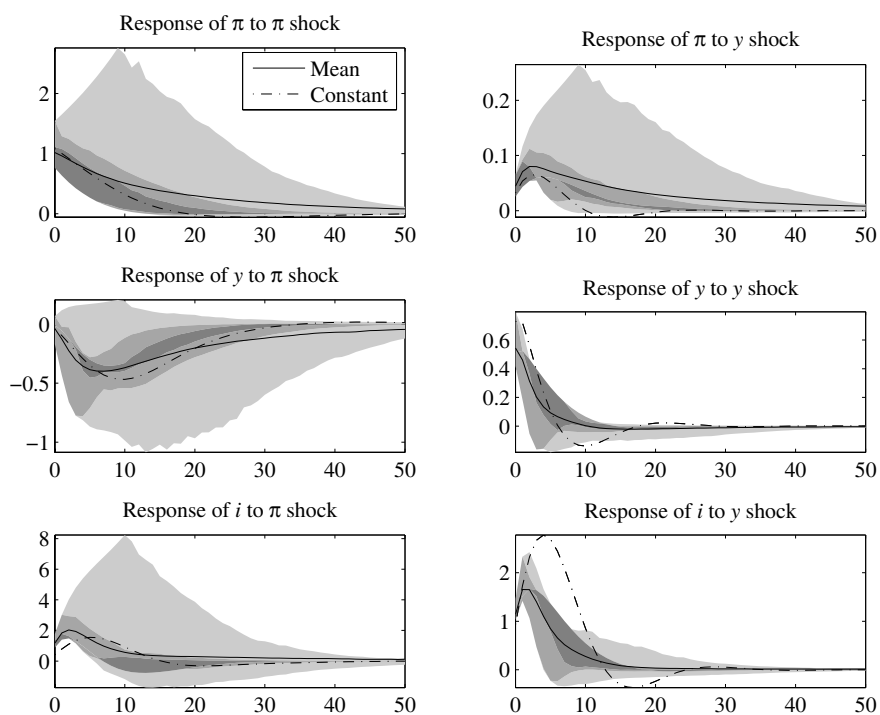 Response of π to π shock
2
1
0
0 10 20 30 40 50
Mean
Constant
Response of π to y shock
0.2
0.1
0
0 10 20 30 40 50
Response of y to π shock
0
−0.5
−1
0 10 20 30 40 50
Response of y to y shock
0.6
0.4
0.2
0
0 10 20 30 40 50
Response of i to π shock
8
6
4
2
0
0 10 20 30 40 50
Response of i to y shock
2
1
0
0 10 20 30 40 50